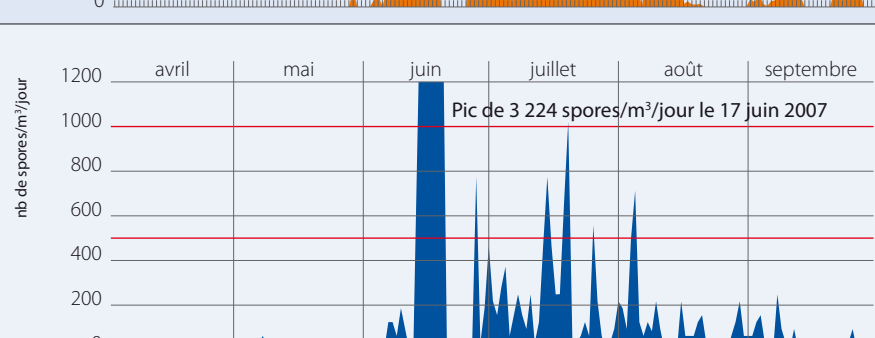 0
avril mai juin juillet août septembre
1200
Pic de 3 224 spores/m³/jour le 17 juin 2007
1000
800
600
400
200
nb de spores/m³/jour